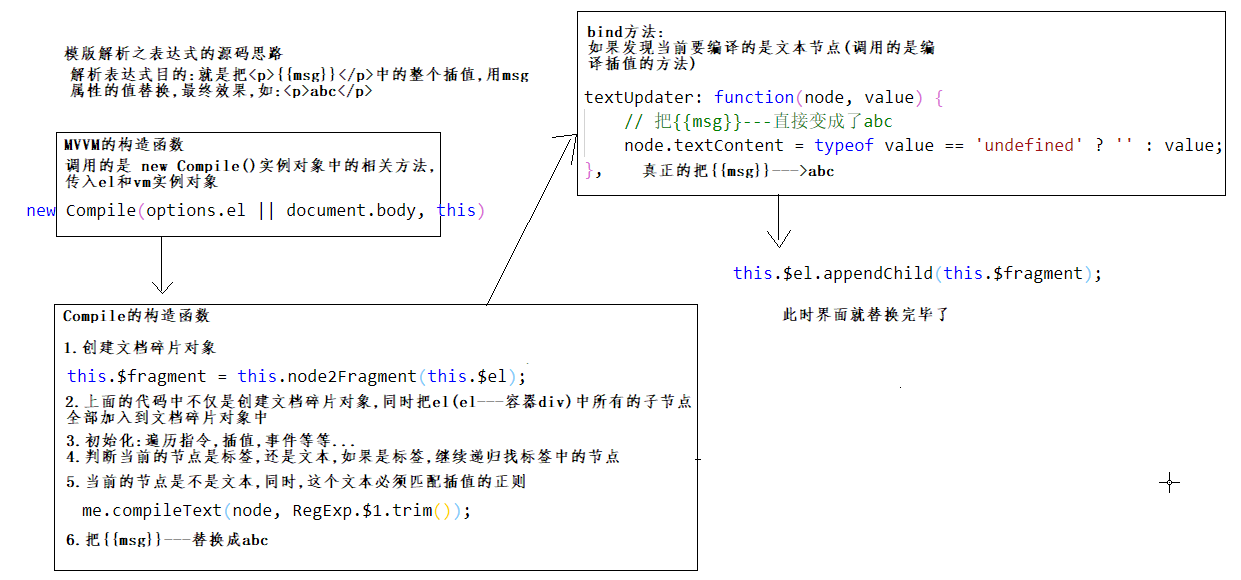 模版解析之表达式的源码思路
解析表达式目的:就是把<p>{{msg}}</p>中的整个插值,用msg
属性的值替换,最终效果,如:<p>abc</p>
MVVM的构造函数
调用的是 new Compile()实例对象中的相关方法,
传入el和vm实例对象
new Compile(options.el || document.body, this)
Compile的构造函数
1.创建文档碎片对象
this.$fragment = this.node2Fragment(this.$el);
2.上面的代码中不仅是创建文档碎片对象,同时把el(el---容器div)中所有的子节点
全部加入到文档碎片对象中
3.初始化:遍历指令,插值,事件等等...
4.判断当前的节点是标签,还是文本,如果是标签,继续递归找标签中的节点
5.当前的节点是不是文本,同时,这个文本必须匹配插值的正则
me.compileText(node, RegExp.$1.trim());
6.把{{msg}}---替换成abc
bind方法:
如果发现当前要编译的是文本节点(调用的是编
译插值的方法)
textUpdater: function(node, value) {
// 把{{msg}}---直接变成了abc
node.textContent = typeof value == 'undefined' ? '' : value;
}, 真正的把{{msg}}--->abc
this.$el.appendChild(this.$fragment);
此时界面就替换完毕了